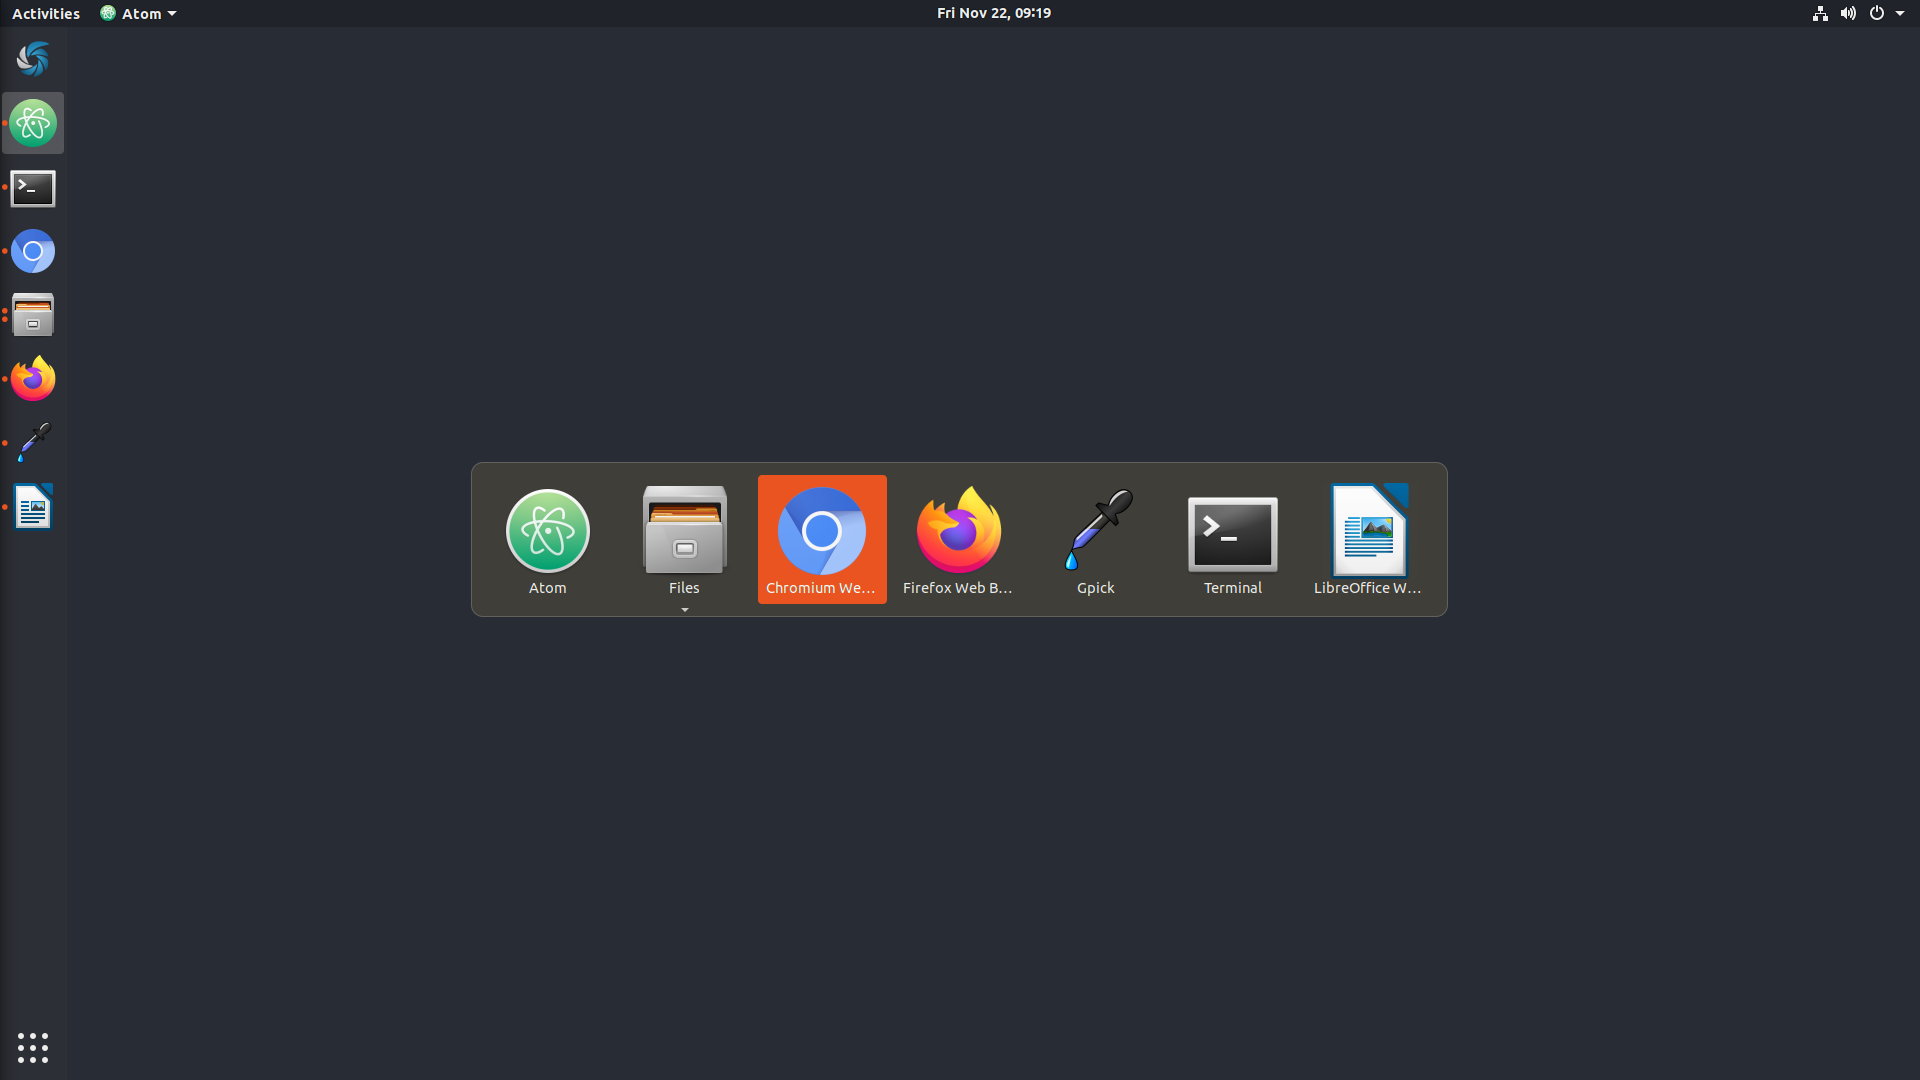 Activities
Atom
Fri Nov 22, 09:19
Atom
Files
Chromium We…
Firefox Web B…
Gpick
Terminal
LibreOffice W…